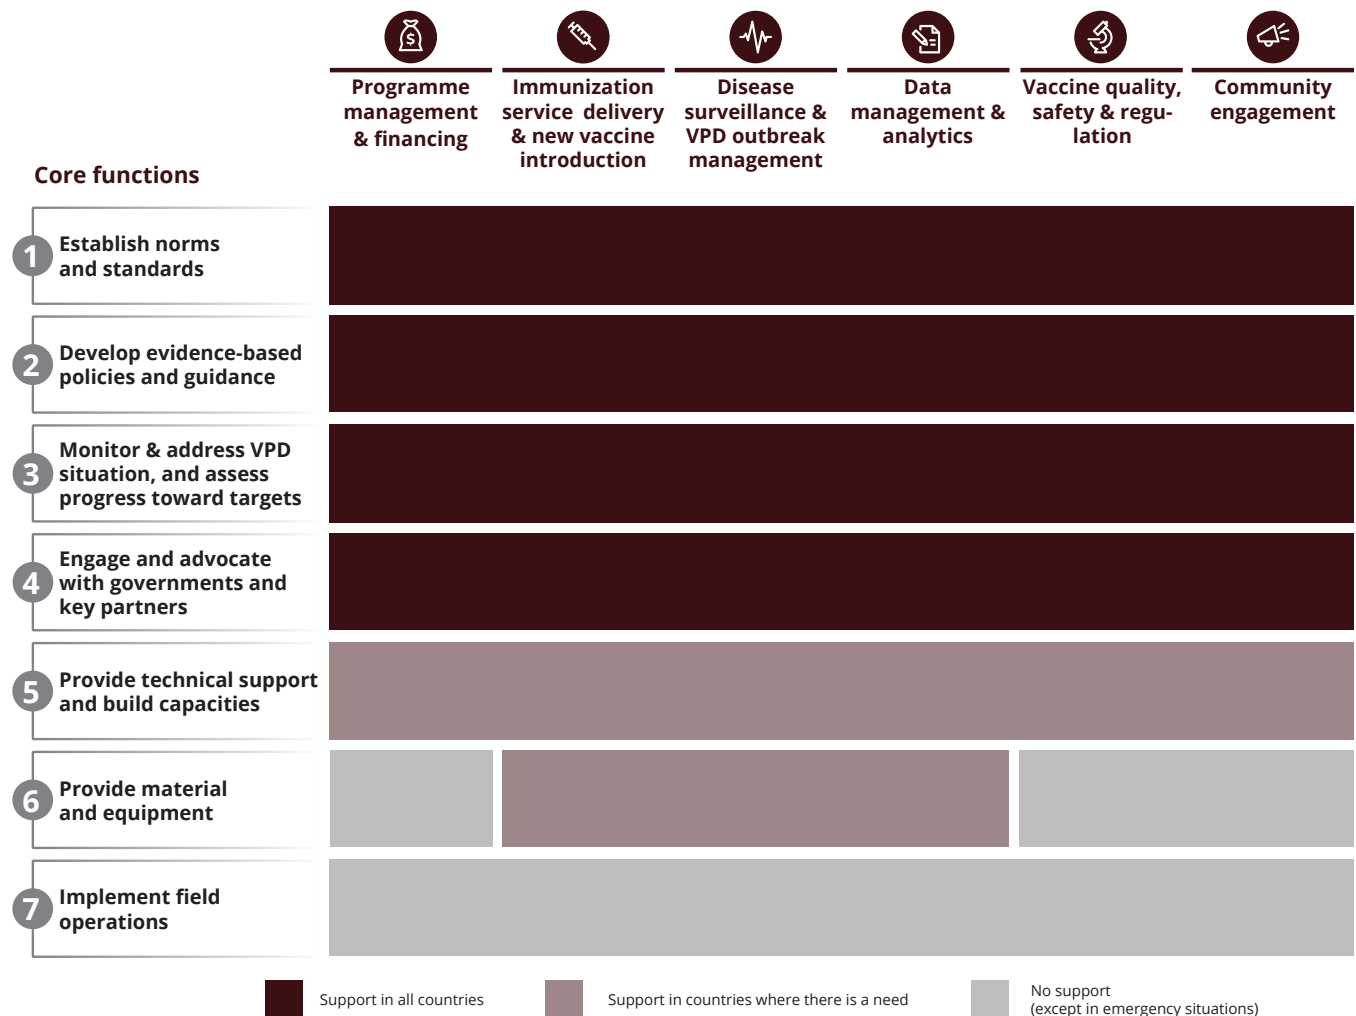 $
Programme
management
& financing
Immunization
service delivery
& new vaccine
introduction
Disease
surveillance &
VPD outbreak
management
Data
management &
analytics
Vaccine quality,
safety & regu-
lation
Community
engagement
Core functions
1
Establish norms
and standards
2
Develop evidence-based
policies and guidance
3
Monitor & address VPD
situation, and assess
progress toward targets
4
Engage and advocate
with governments and
key partners
5
Provide technical support
and build capacities
6
Provide material
and equipment
7
Implement field
operations
Support in all countries
Support in countries where there is a need
No support
(except in emergency situations)